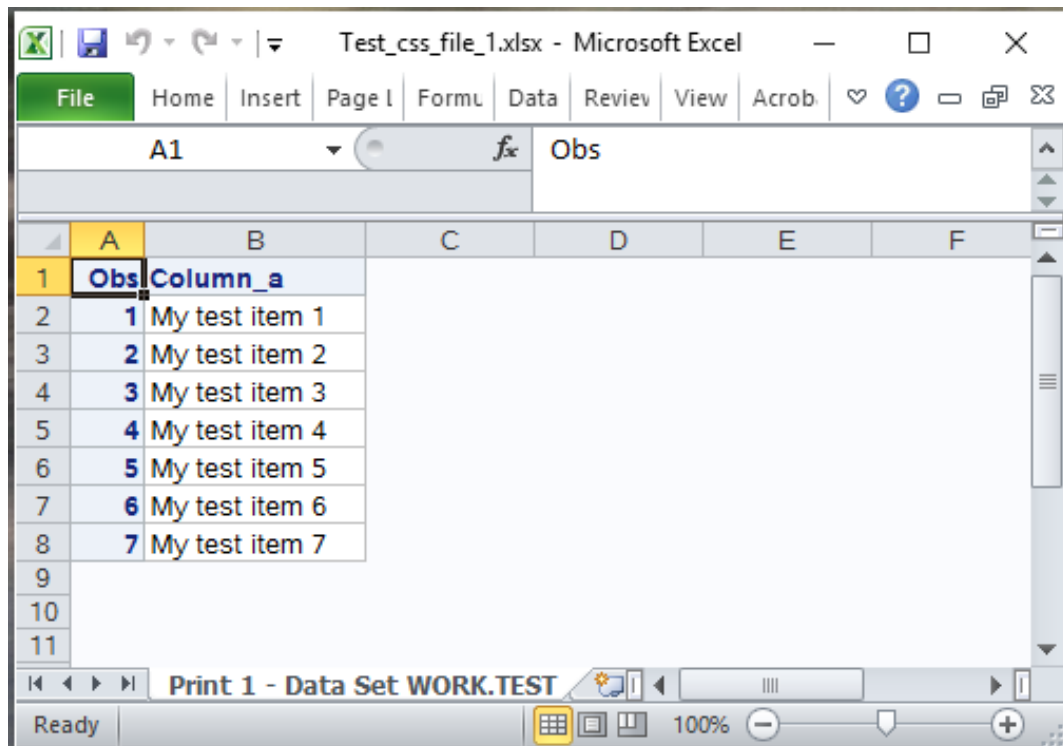 Test_css_file_1.xlsx - Microsoft Excel
File Home Insert Page L Formu Data Review View Acrob
A1 fx Obs
A B C D E F
1 Obs Column_a
2 1 My test item 1
3 2 My test item 2
4 3 My test item 3
5 4 My test item 4
6 5 My test item 5
7 6 My test item 6
8 7 My test item 7
9
10
11
Print 1 - Data Set WORK.TEST
Ready 100%